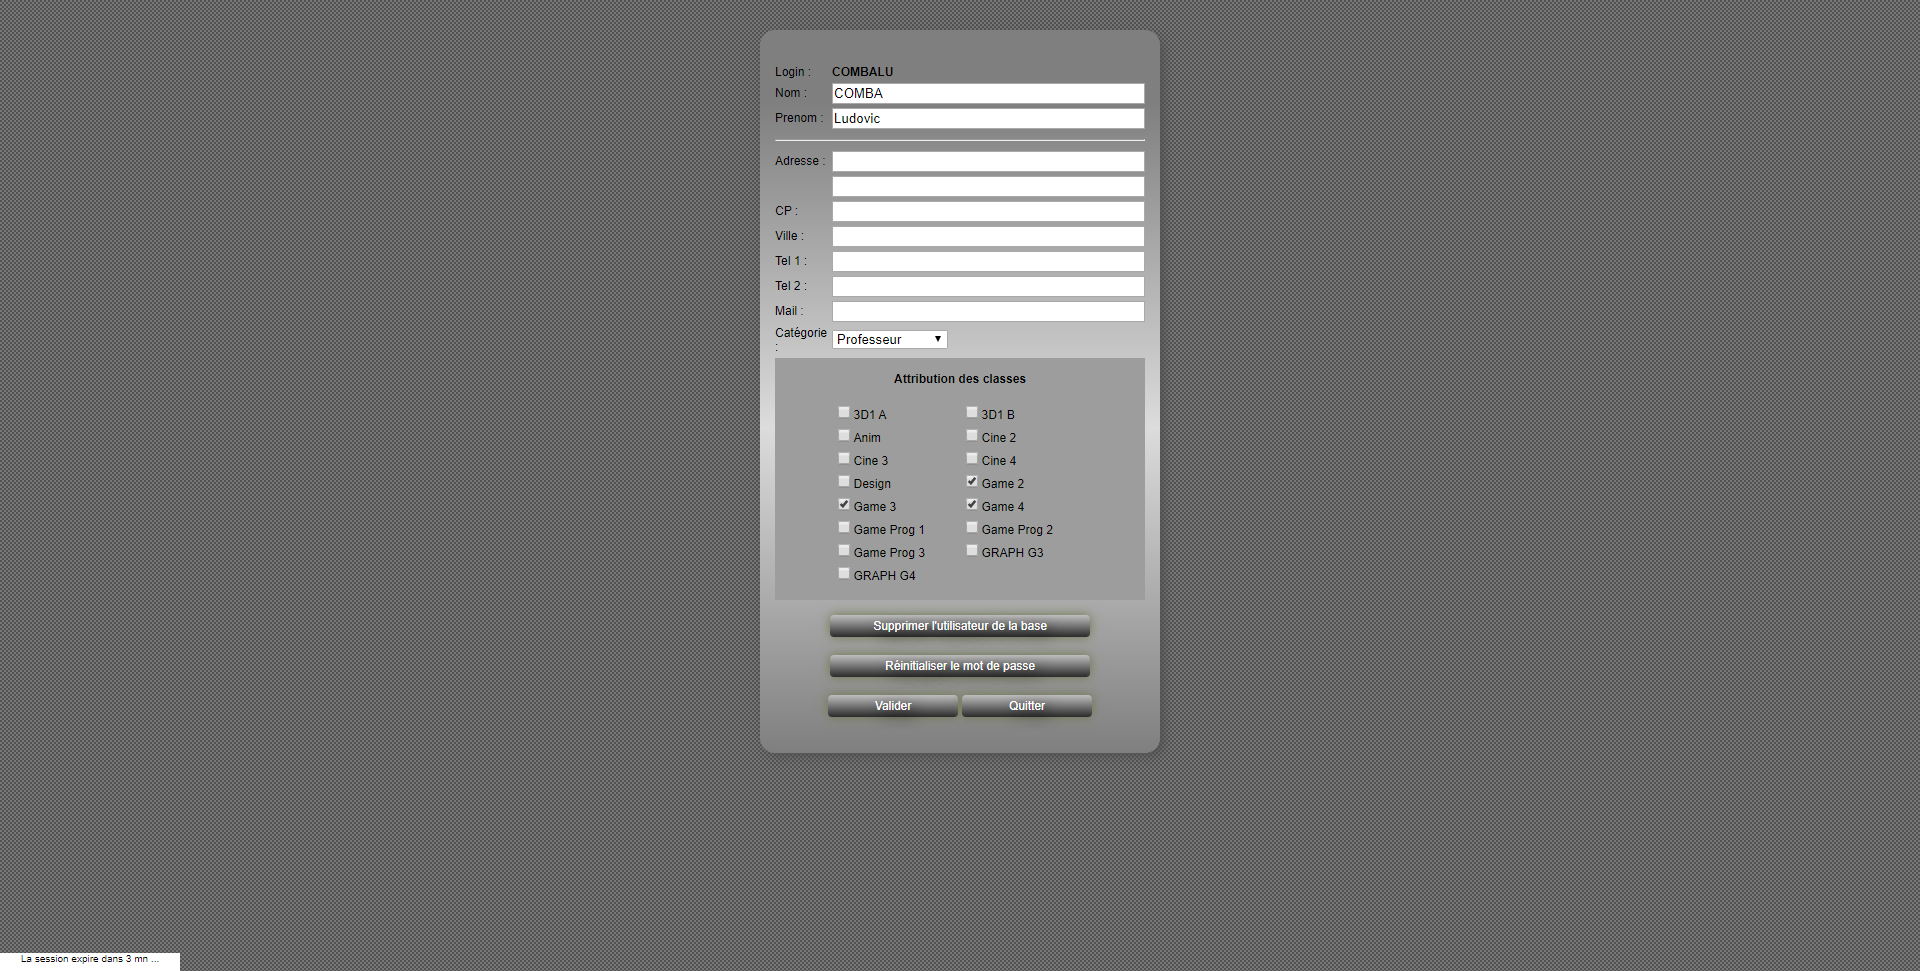 Login : COMBALU
Nom : COMBA
Prenom : Ludovic
Adresse :
CP :
Ville :
Tel 1 :
Tel 2 :
Mail :
Catégorie : Professeur
Attribution des classes
3D1 A 3D1 B
Anim Cine 2
Cine 3 Cine 4
Design Game 2
Game 3 Game 4
Game Prog 1 Game Prog 2
Game Prog 3 GRAPH G3
GRAPH G4
Supprimer l'utilisateur de la base
Réinitialiser le mot de passe
Valider Quitter
La session expire dans 3 mn ...